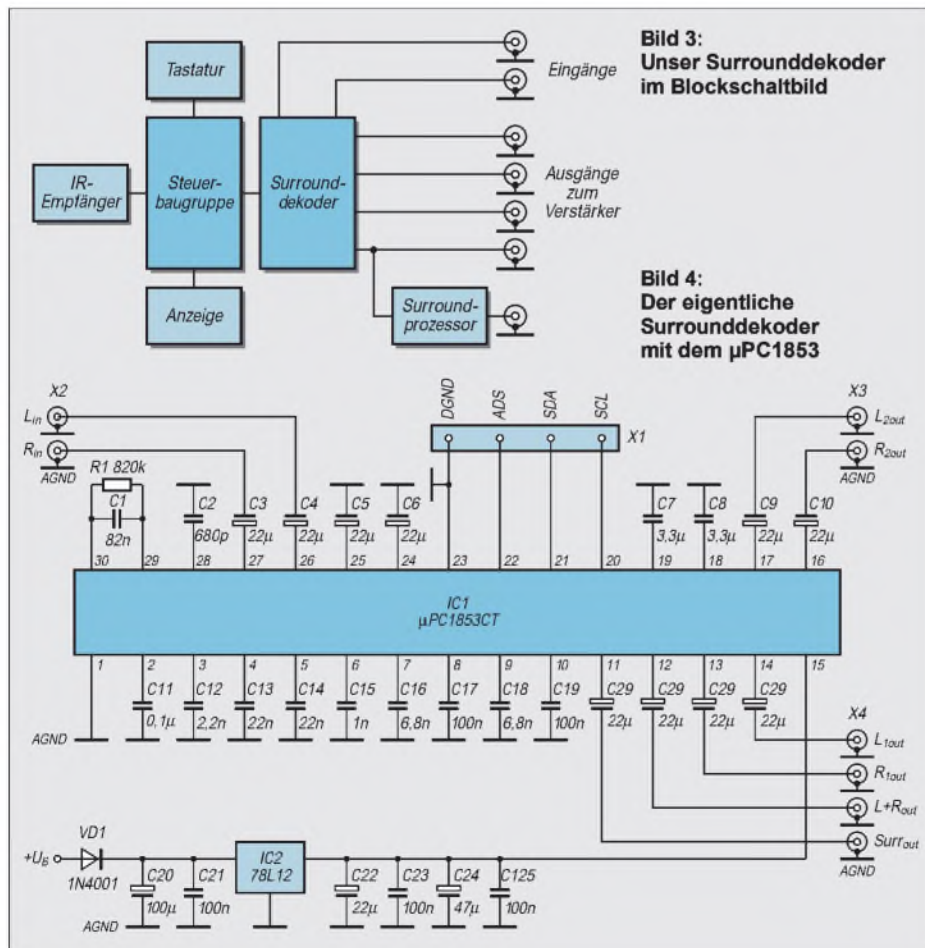 Bild 3:
Unser Surrounddekoder
im Blockschaltbild
Tastatur
IR-
Empfänger
Steuer-
baugruppe
Surround-
dekoder
Anzeige
Eingänge
Ausgänge
zum
Verstärker
Surround-
prozessor
Bild 4:
Der eigentliche
Surrounddekoder
mit dem µPC1853
X2
Lin
Rin
AGND
DGND
ADS
SDA
SCL
X1
X3
L2out
R2out
AGND
R1 820k
C1
82n
C2
680p
C3
22µ
C4
22µ
C5
22µ
C6
22µ
C7
3,3µ
C8
3,3µ
C9
22µ
C10
22µ
30 29 28 27 26 25 24 23 22 21 20 19 18 17 16
IC1
µPC1853CT
1 2 3 4 5 6 7 8 9 10 11 12 13 14 15
AGND
C11
0,1µ
C12
2,2n
C13
22n
C14
22n
C15
1n
C16
6,8n
C17
100n
C18
6,8n
C19
100n
C29
22µ
C29
22µ
C29
22µ
C29
22µ
X4
L1out
R1out
L+Rout
Surrout
AGND
+UB
VD1
1N4001
C20
100µ
C21
100n
IC2
78L12
C22
22µ
C23
100n
C24
47µ
C125
100n
AGND